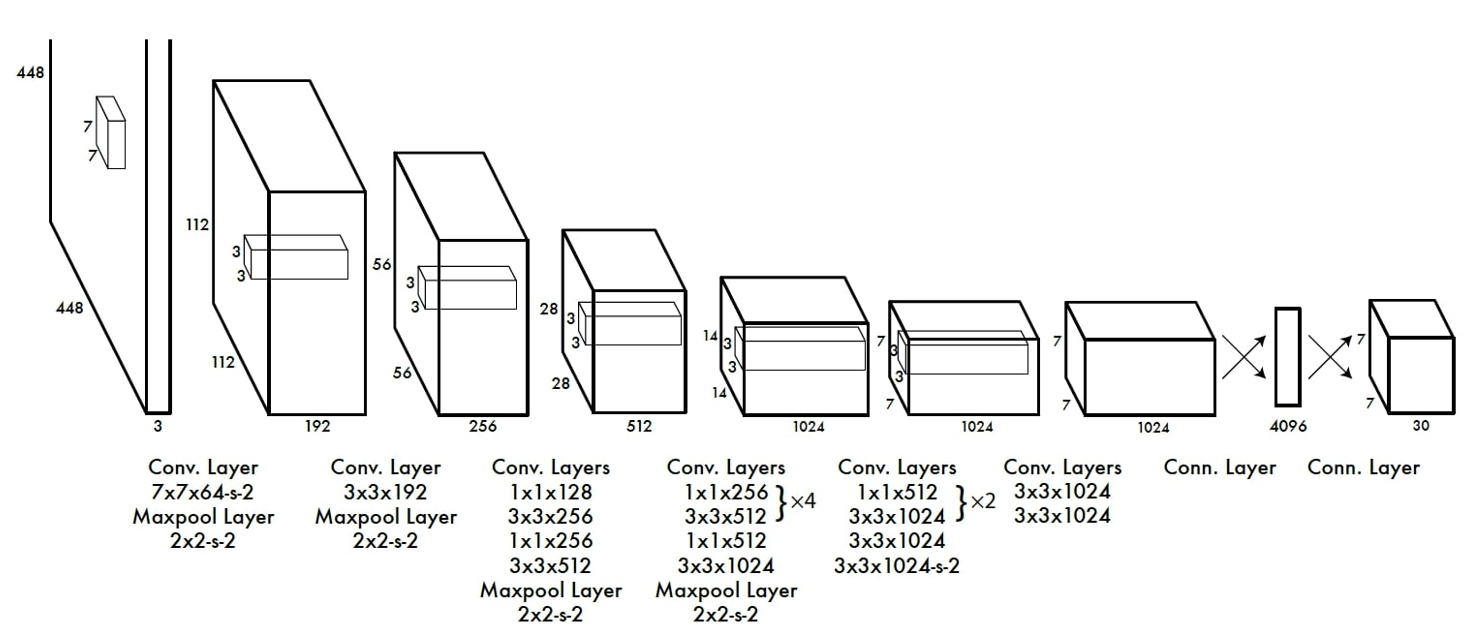 448
7
7
448
3
112
3
3
112
192
56
3
3
56
256
28
3
3
28
512
14
3
3
14
1024
7
3
3
7
1024
7
7
1024
4096
7
7
30
Conv. Layer
7x7x64-s-2
Maxpool Layer
2x2-s-2
Conv. Layer
3x3x192
Maxpool Layer
2x2-s-2
Conv. Layers
1x1x128
3x3x256
1x1x256
3x3x512
Maxpool Layer
2x2-s-2
Conv. Layers
1x1x256
3x3x512 } ×4
1x1x512
3x3x1024
Maxpool Layer
2x2-s-2
Conv. Layers
1x1x512
3x3x1024 } ×2
3x3x1024
3x3x1024-s-2
Conv. Layers
3x3x1024
3x3x1024
Conn. Layer
Conn. Layer